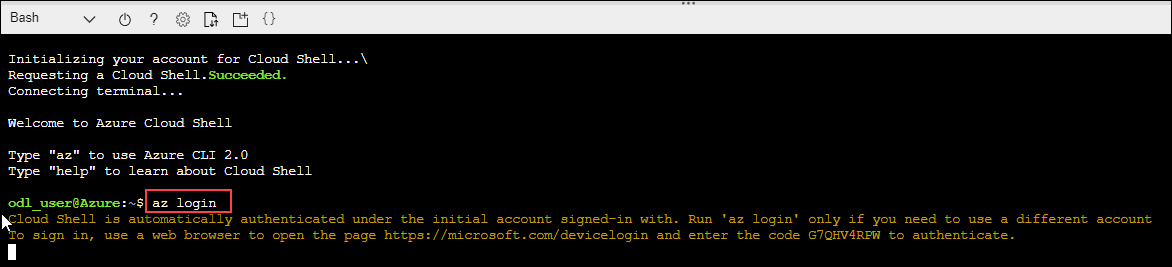 Bash
Initializing your account for Cloud Shell...\
Requesting a Cloud Shell.Succeeded.
Connecting terminal...
Welcome to Azure Cloud Shell
Type "az" to use Azure CLI 2.0
Type "help" to learn about Cloud Shell
odl_user@Azure:~$ az login
Cloud Shell is automatically authenticated under the initial account signed-in with. Run 'az login' only if you need to use a different account
To sign in, use a web browser to open the page https://microsoft.com/devicelogin and enter the code G7QHV4RPW to authenticate.